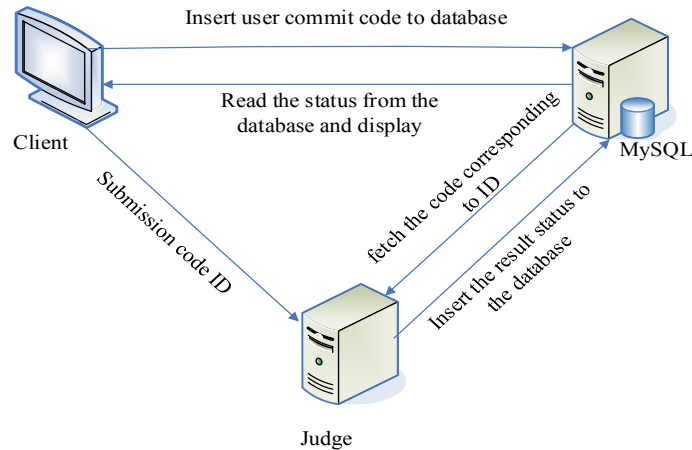 Insert user commit code to database
Read the status from the
database and display
Client
MySQL
fetch the code corresponding
to ID
Submission code ID
Insert the result status to
the database
Judge